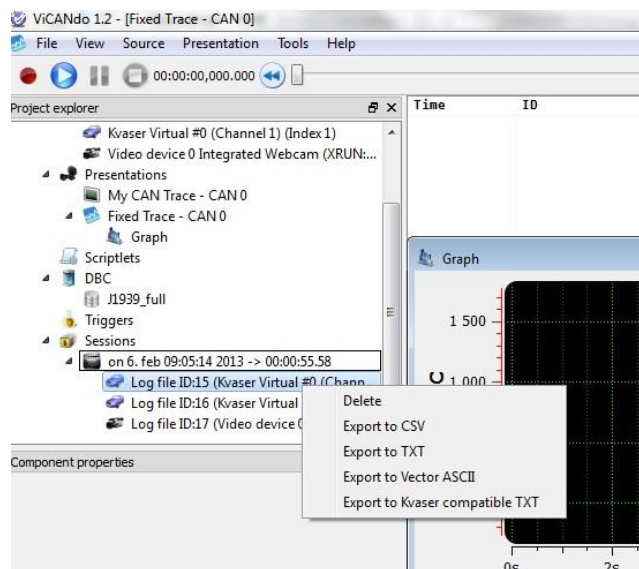 ViCANdo 1.2 - [Fixed Trace - CAN 0]
File View Source Presentation Tools Help
00:00:00,000.000
Project explorer
Kvaser Virtual #0 (Channel 1) (Index 1)
Video device 0 Integrated Webcam (XRUN:...
Presentations
My CAN Trace - CAN 0
Fixed Trace - CAN 0
Graph
Scriptlets
DBC
J1939_full
Triggers
Sessions
on 6. feb 09:05:14 2013 -> 00:00:55.58
Log file ID:15 (Kvaser Virtual #0 (Chann
Log file ID:16 (Kvaser Virtual
Log file ID:17 (Video device
Component properties
Delete
Export to CSV
Export to TXT
Export to Vector ASCII
Export to Kvaser compatible TXT
Time ID
Graph
1 500
1 000
0s 2s